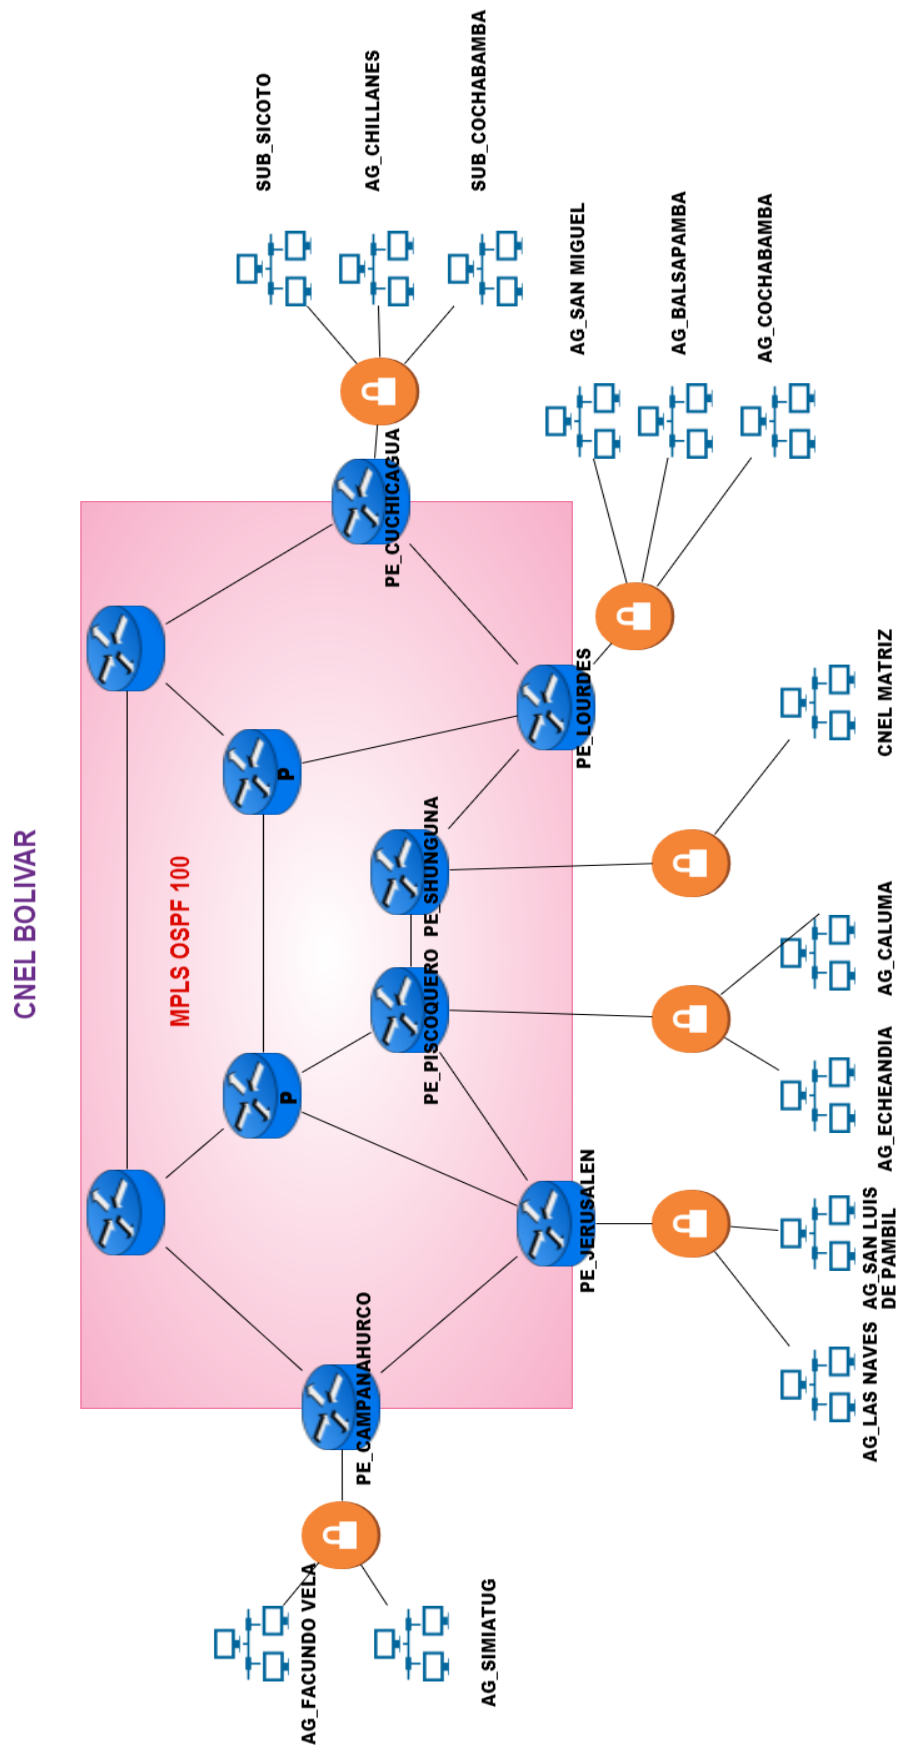 CNEL BOLIVAR
MPLS OSPF 100
P
P
PE_CAMPANAHURCO
PE_JERUSALEN
PE_PISCOQUERO
PE_SHUNGUNA
PE_LOURDES
PE_CUCHICAGUA
AG_FACUNDO VELA
AG_SIMIATUG
AG_LAS NAVES
AG_SAN LUIS
DE PAMBIL
AG_ECHEANDIA
AG_CALUMA
CNEL MATRIZ
AG_SAN MIGUEL
AG_BALSAPAMBA
AG_COCHABAMBA
SUB_SICOTO
AG_CHILLANES
SUB_COCHABAMBA